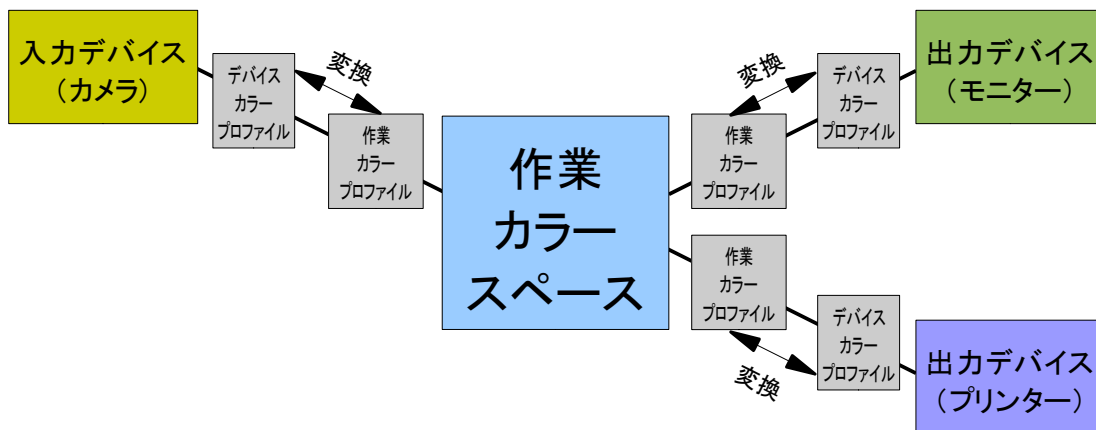 入力デバイス
（カメラ）
デバイス
カラー
プロファイル
変換
作業
カラー
プロファイル
作業
カラー
スペース
作業
カラー
プロファイル
変換
デバイス
カラー
プロファイル
出力デバイス
（モニター）
作業
カラー
プロファイル
変換
デバイス
カラー
プロファイル
出力デバイス
（プリンター）